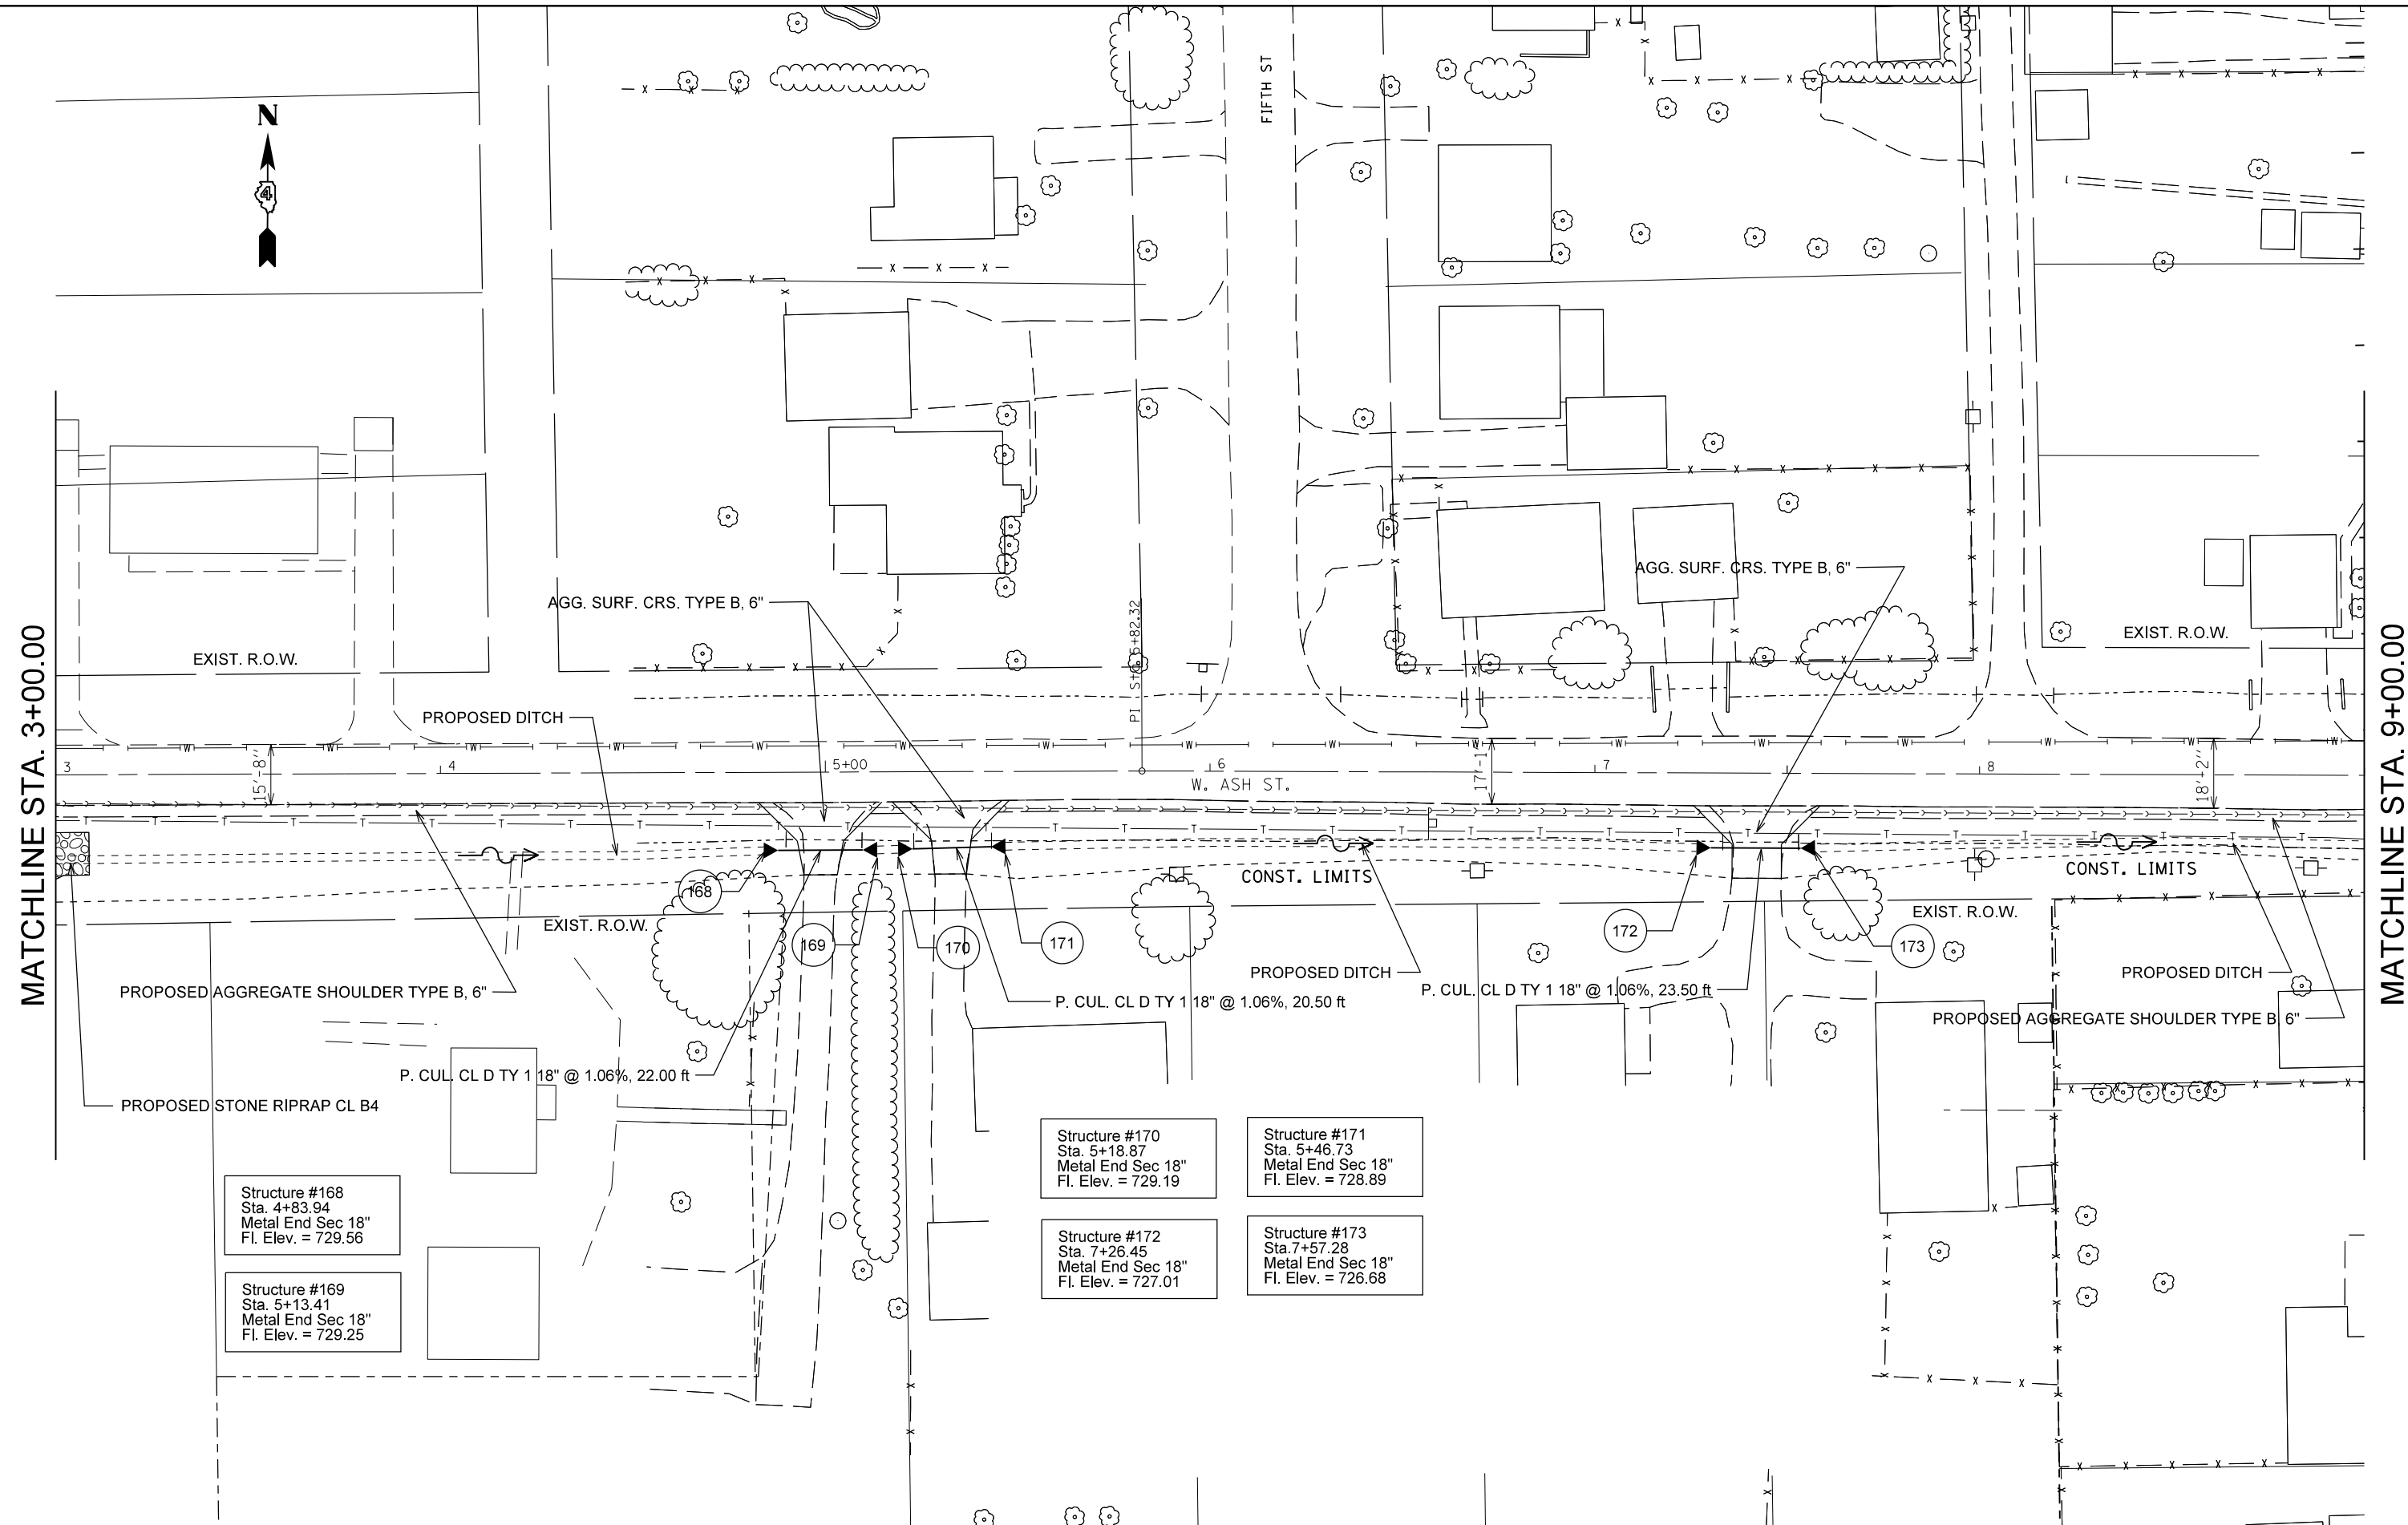 FIFTH ST
N
4
AGG. SURF. CRS. TYPE B, 6"
AGG. SURF. CRS. TYPE B, 6"
MATCHLINE STA. 3+00.00
MATCHLINE STA. 9+00.00
EXIST. R.O.W.
EXIST. R.O.W.
PI Sta 5+82.32
PROPOSED DITCH
15'-8"
17'-1"
18'-2"
3
4
5+00
6
7
8
W. ASH ST.
CONST. LIMITS
CONST. LIMITS
168
169
170
171
172
173
EXIST. R.O.W.
EXIST. R.O.W.
PROPOSED DITCH
PROPOSED DITCH
PROPOSED AGGREGATE SHOULDER TYPE B, 6"
P. CUL. CL D TY 1 18" @ 1.06%, 20.50 ft
P. CUL. CL D TY 1 18" @ 1.06%, 23.50 ft
PROPOSED AGGREGATE SHOULDER TYPE B, 6"
P. CUL. CL D TY 1 18" @ 1.06%, 22.00 ft
PROPOSED STONE RIPRAP CL B4
Structure #170
Sta. 5+18.87
Metal End Sec 18"
Fl. Elev. = 729.19
Structure #171
Sta. 5+46.73
Metal End Sec 18"
Fl. Elev. = 728.89
Structure #168
Sta. 4+83.94
Metal End Sec 18"
Fl. Elev. = 729.56
Structure #172
Sta. 7+26.45
Metal End Sec 18"
Fl. Elev. = 727.01
Structure #173
Sta.7+57.28
Metal End Sec 18"
Fl. Elev. = 726.68
Structure #169
Sta. 5+13.41
Metal End Sec 18"
Fl. Elev. = 729.25